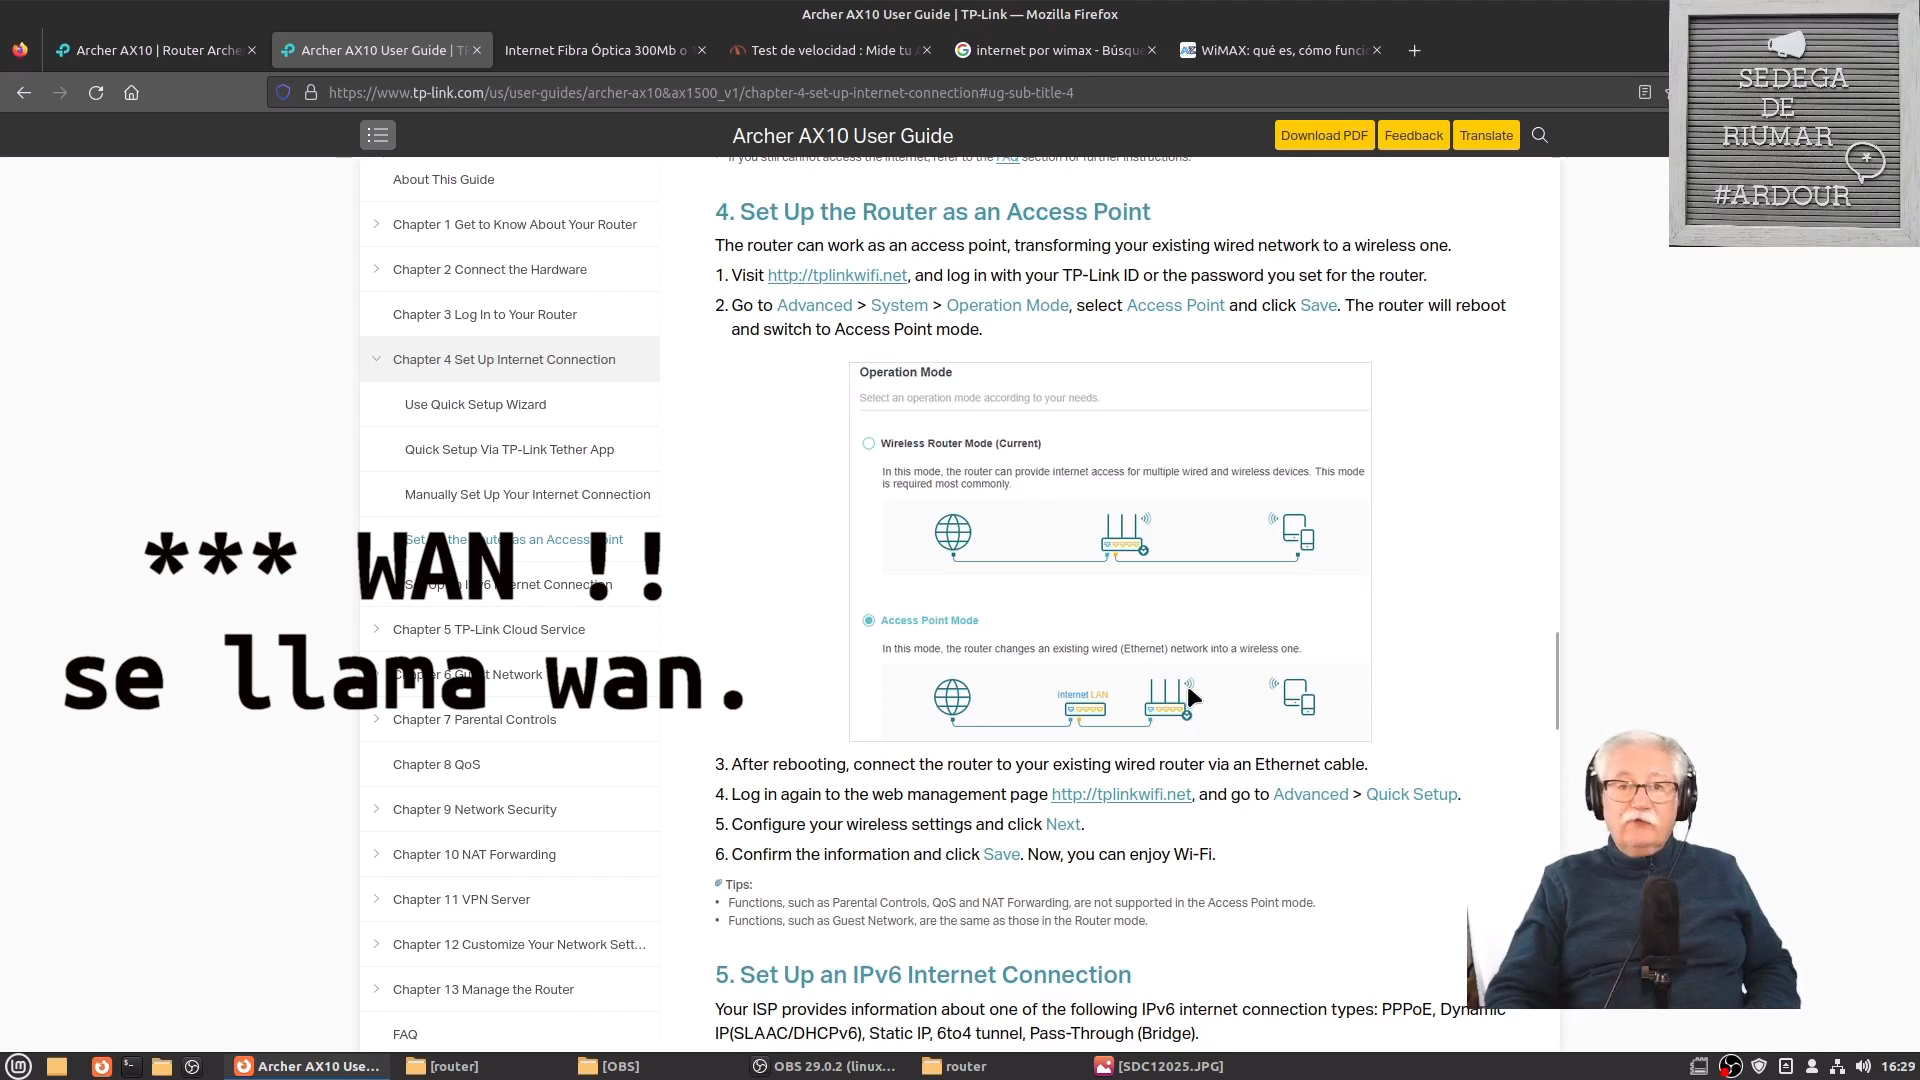 Archer AX10 User Guide | TP-Link — Mozilla Firefox
Archer AX10 | Router Arche
Archer AX10 User Guide | TP
Internet Fibra Óptica 300Mb o
Test de velocidad : Mide tu
internet por wimax - Búsque
WiMAX: qué es, cómo funci
https://www.tp-link.com/us/user-guides/archer-ax10&ax1500_v1/chapter-4-set-up-internet-connection#ug-sub-title-4
SEDEGA
DE
RIUMAR
*
#ARDOUR
Archer AX10 User Guide
Download PDF
Feedback
Translate
About This Guide
Chapter 1 Get to Know About Your Router
Chapter 2 Connect the Hardware
Chapter 3 Log In to Your Router
Chapter 4 Set Up Internet Connection
Use Quick Setup Wizard
Quick Setup Via TP-Link Tether App
Manually Set Up Your Internet Connection
*** WAN !!
se llama wan.
Chapter 5 TP-Link Cloud Service
Chapter 7 Parental Controls
Chapter 8 QoS
Chapter 9 Network Security
Chapter 10 NAT Forwarding
Chapter 11 VPN Server
Chapter 12 Customize Your Network Sett...
Chapter 13 Manage the Router
FAQ
If you still cannot access the internet, refer to the FAQ section for further instructions.
4. Set Up the Router as an Access Point
The router can work as an access point, transforming your existing wired network to a wireless one.
1. Visit http://tplinkwifi.net, and log in with your TP-Link ID or the password you set for the router.
2. Go to Advanced > System > Operation Mode, select Access Point and click Save. The router will reboot
and switch to Access Point mode.
Operation Mode
Select an operation mode according to your needs.
Wireless Router Mode (Current)
In this mode, the router can provide internet access for multiple wired and wireless devices. This mode
is required most commonly.
Access Point Mode
In this mode, the router changes an existing wired (Ethernet) network into a wireless one.
Internet LAN
3. After rebooting, connect the router to your existing wired router via an Ethernet cable.
4. Log in again to the web management page http://tplinkwifi.net, and go to Advanced > Quick Setup.
5. Configure your wireless settings and click Next.
6. Confirm the information and click Save. Now, you can enjoy Wi-Fi.
Tips:
• Functions, such as Parental Controls, QoS and NAT Forwarding, are not supported in the Access Point mode.
• Functions, such as Guest Network, are the same as those in the Router mode.
5. Set Up an IPv6 Internet Connection
Your ISP provides information about one of the following IPv6 internet connection types: PPPoE, Dynamic
IP(SLAAC/DHCPv6), Static IP, 6to4 tunnel, Pass-Through (Bridge).
Archer AX10 Use...
[router]
[OBS]
OBS 29.0.2 (linux...
router
[SDC12025.JPG]
16:29